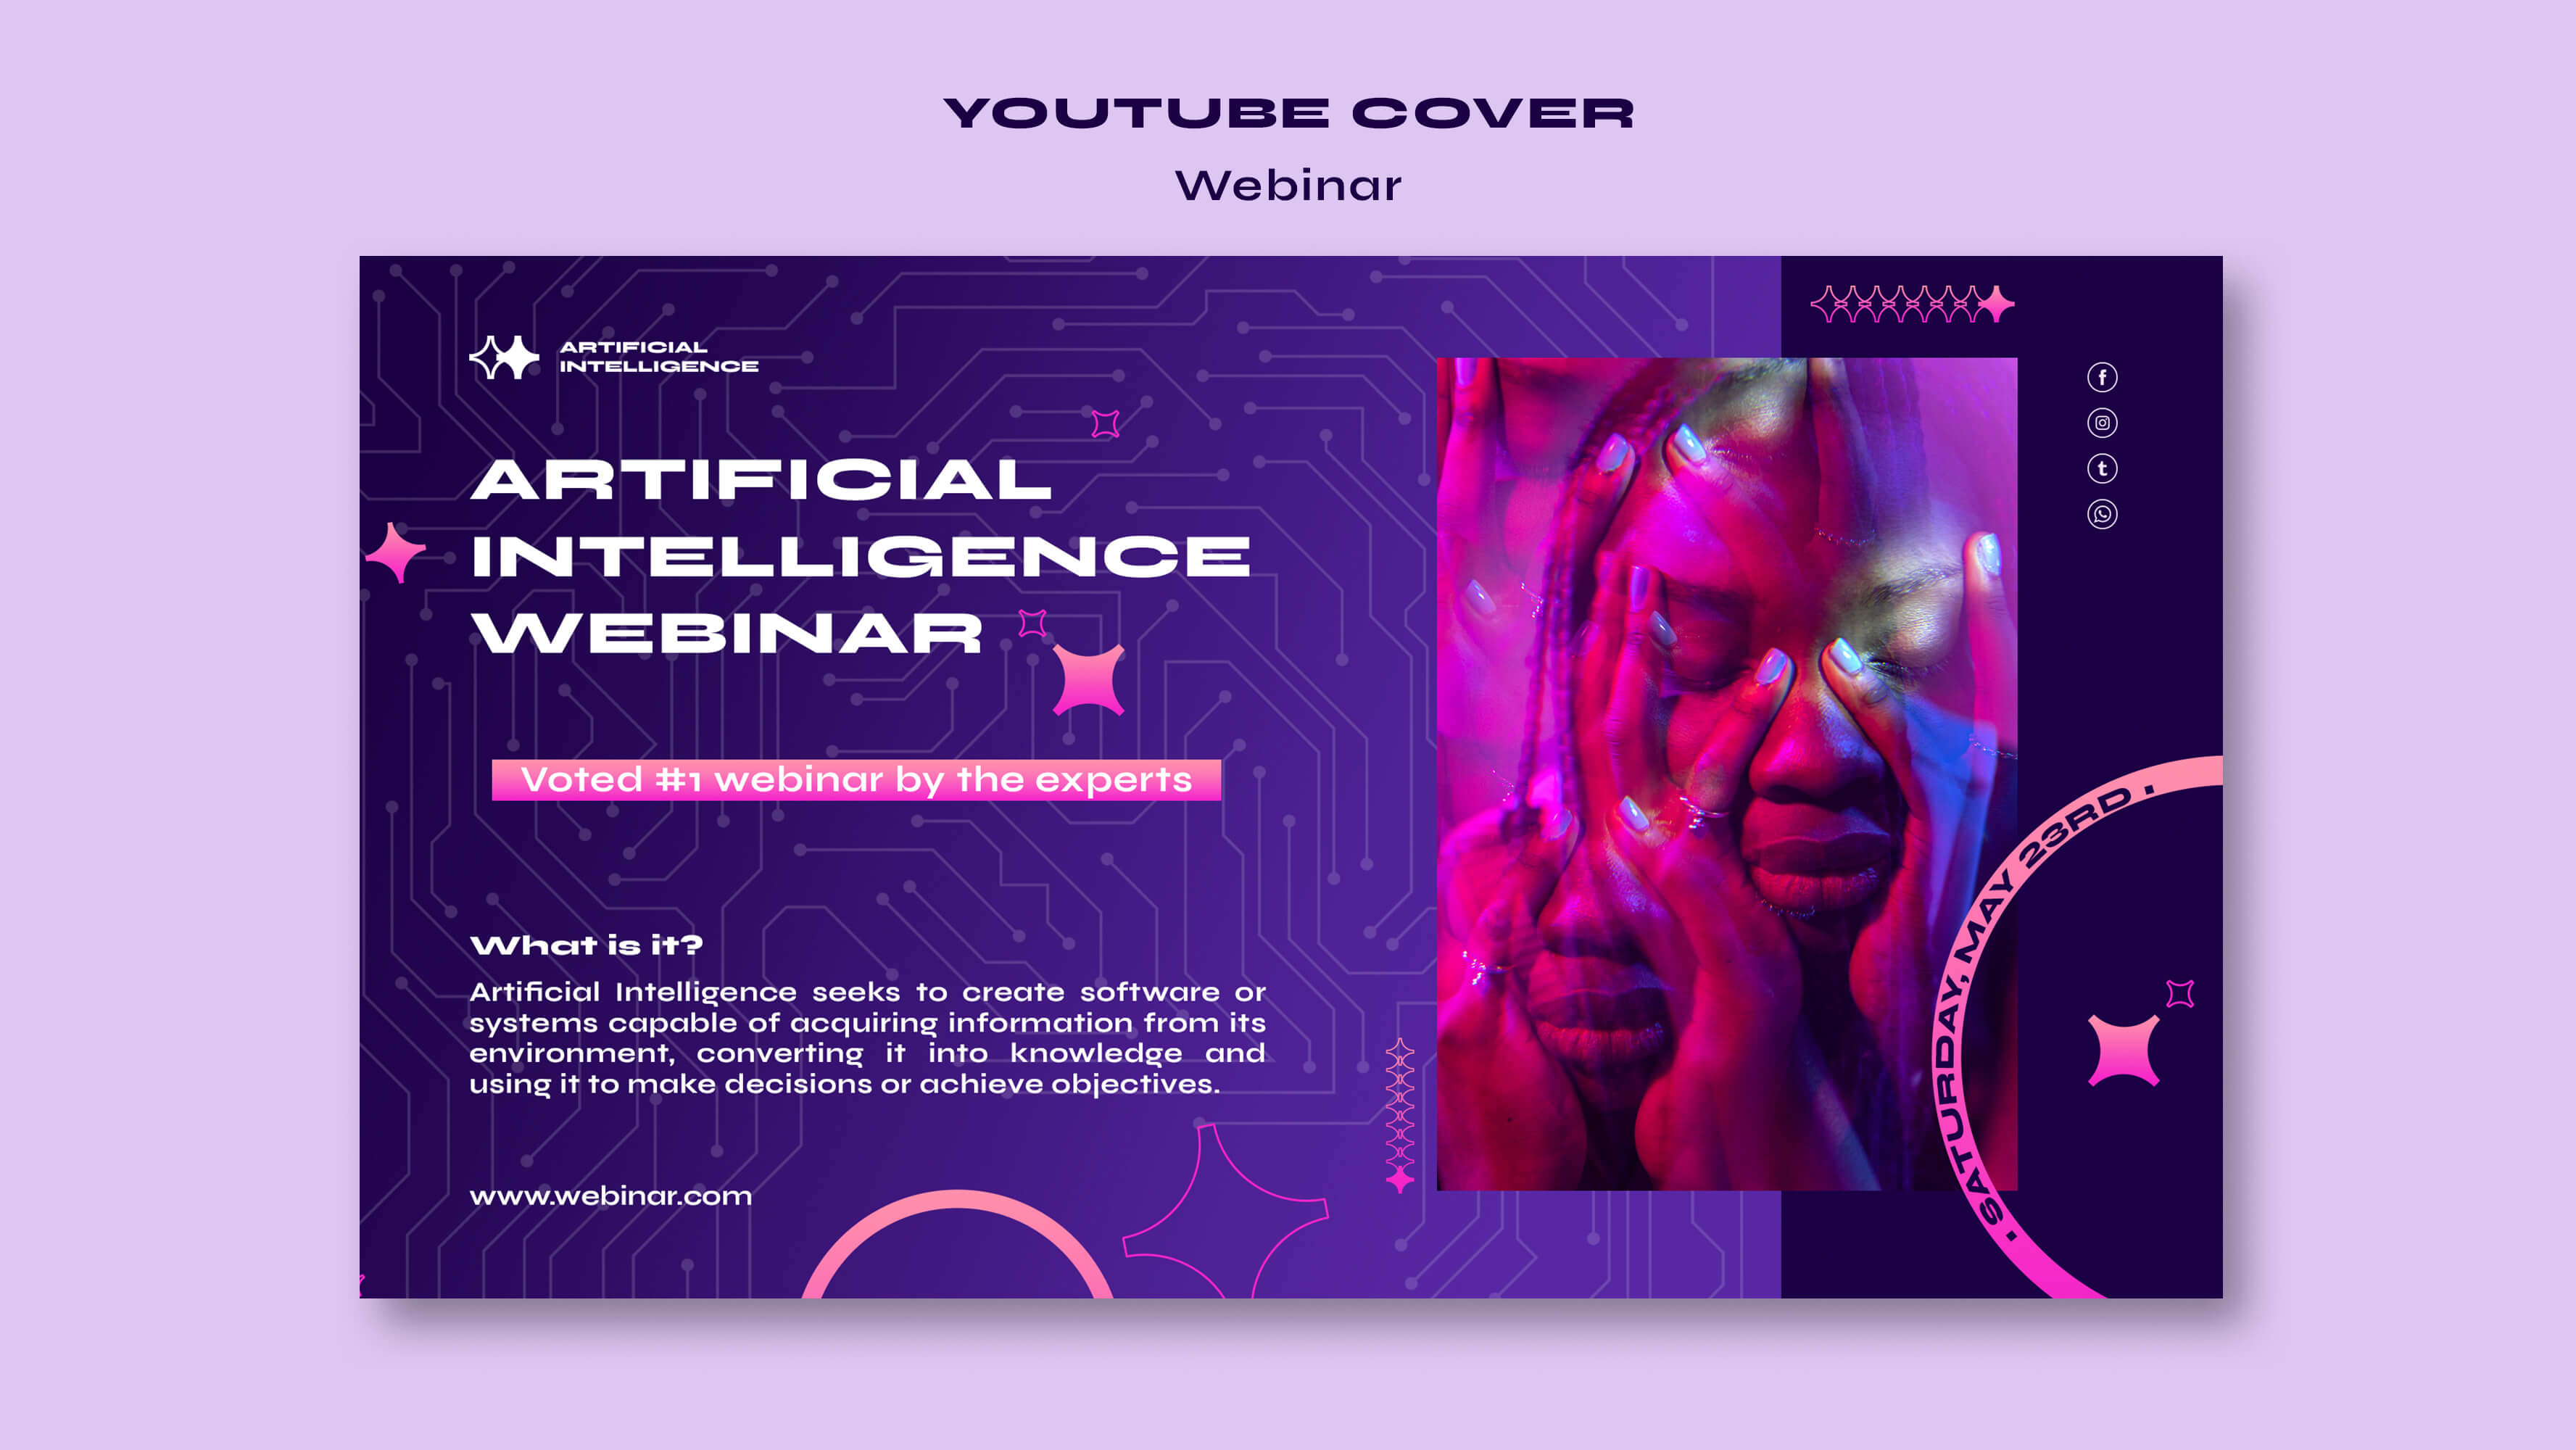 YOUTUBE COVER
Webinar
ARTIFICIAL
INTELLIGENCE
ARTIFICIAL
INTELLIGENCE
WEBINAR
Voted #1 webinar by the experts
What is it?
Artificial Intelligence seeks to create software or
systems capable of acquiring information from its
environment, converting it into knowledge and
using it to make decisions or achieve objectives.
www.webinar.com
f
t
• SATURDAY, MAY 23RD •